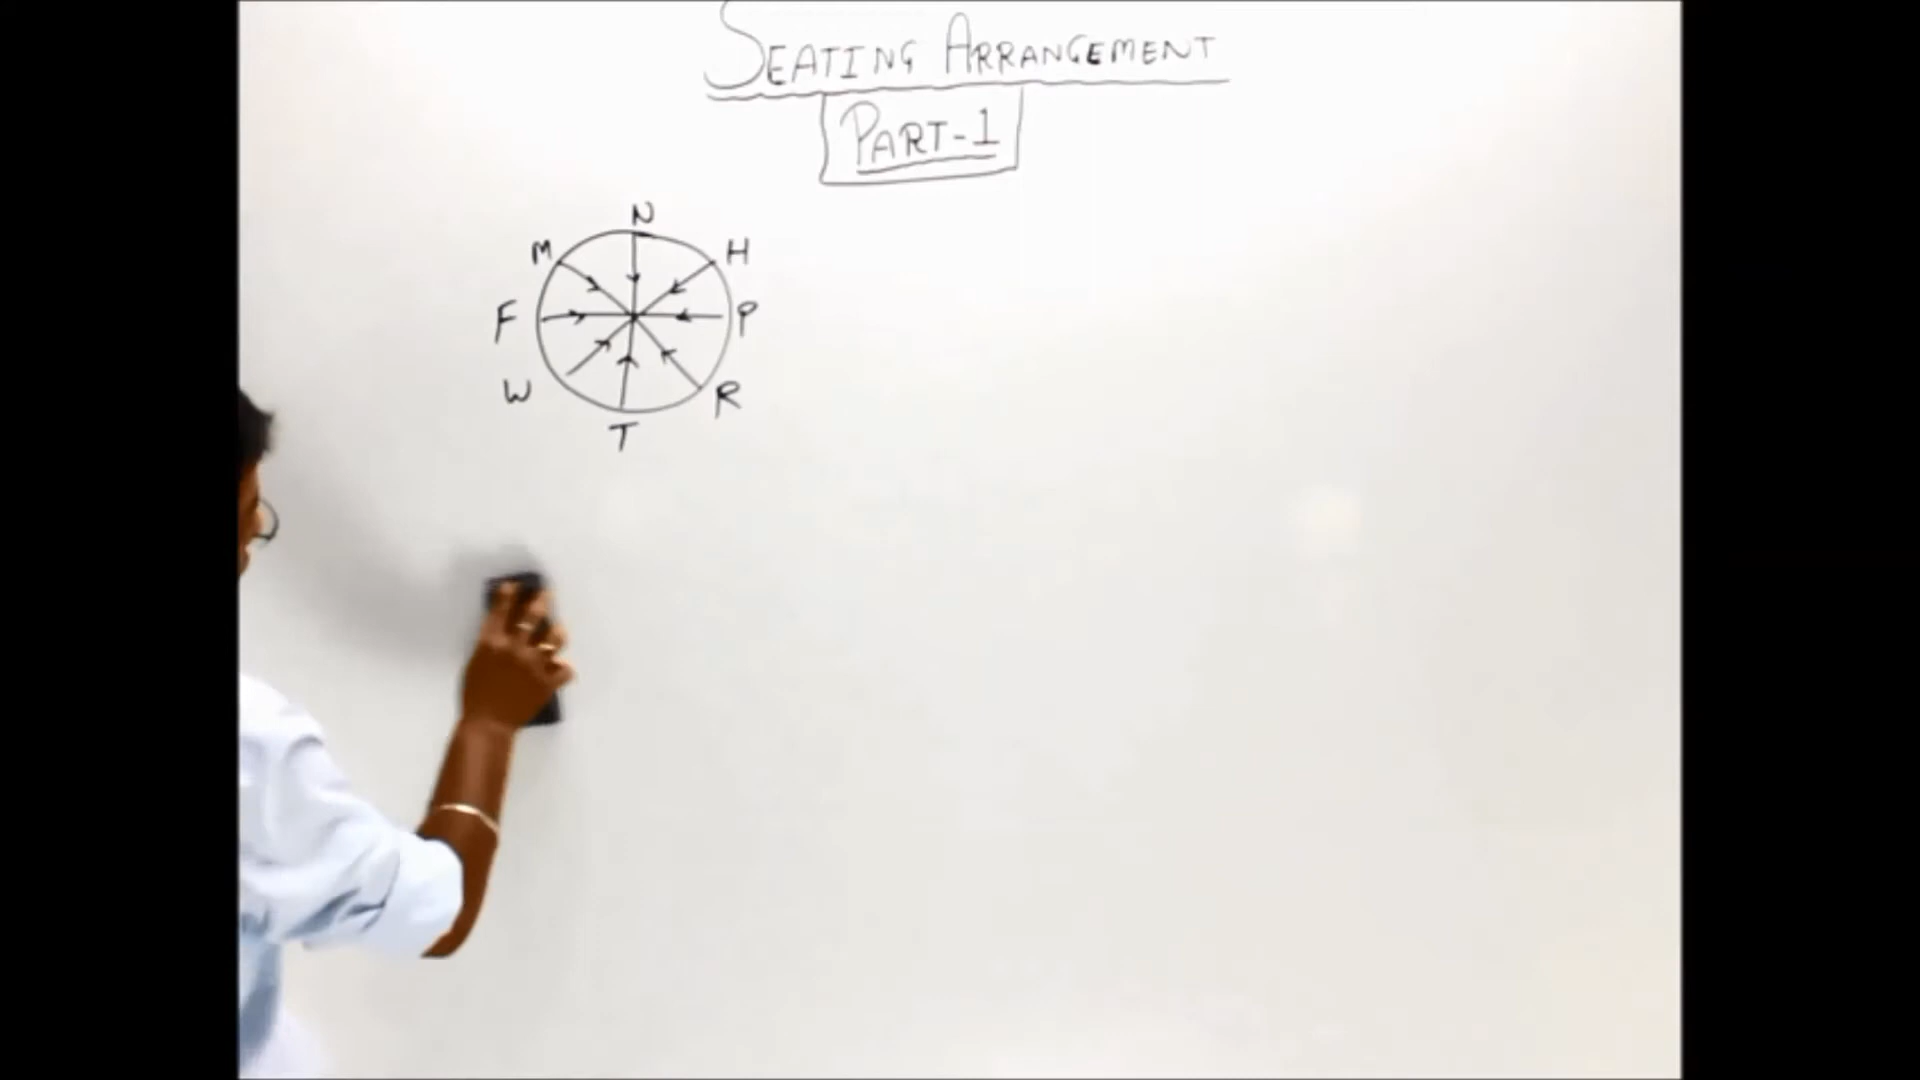 SEATING ARRANGEMENT
PART-1
N
M H
F P
W R
T